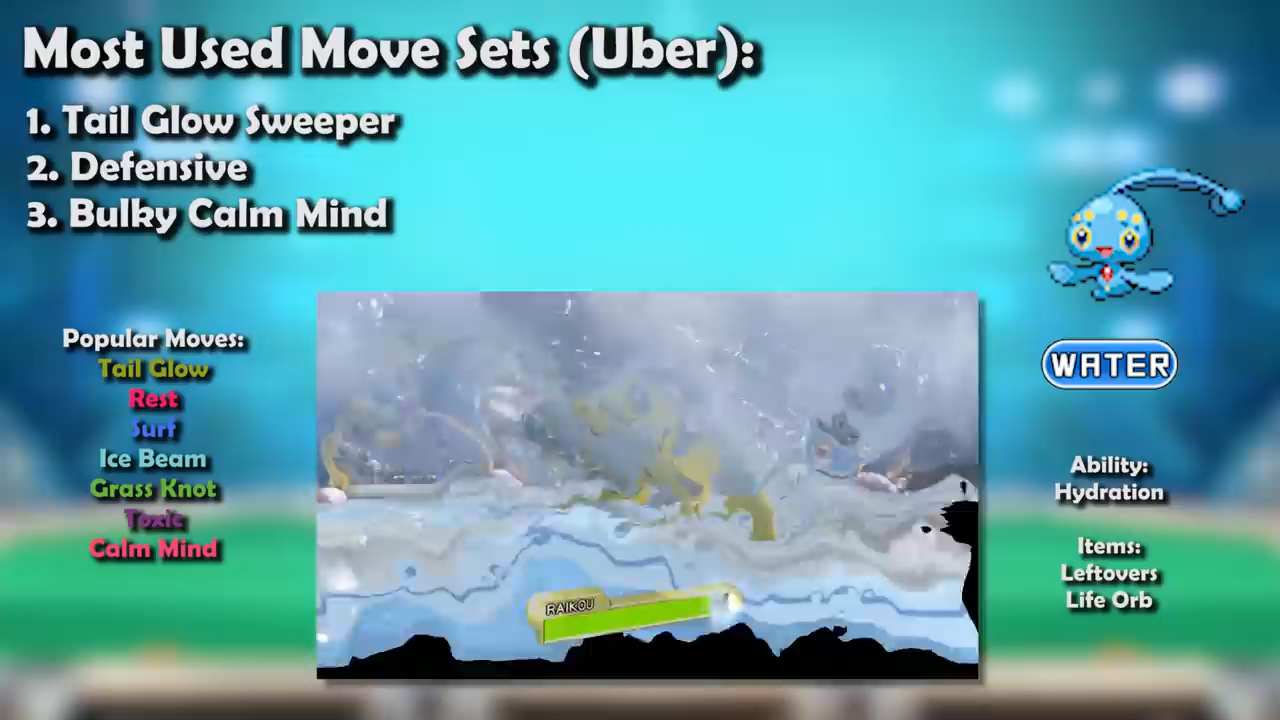 Most Used Move Sets (Uber):
1. Tail Glow Sweeper
2. Defensive
3. Bulky Calm Mind
Popular Moves:
Tail Glow
Rest
Surf
Ice Beam
Grass Knot
Toxic
Calm Mind
RAIKOU
WATER
Ability:
Hydration
Items:
Leftovers
Life Orb